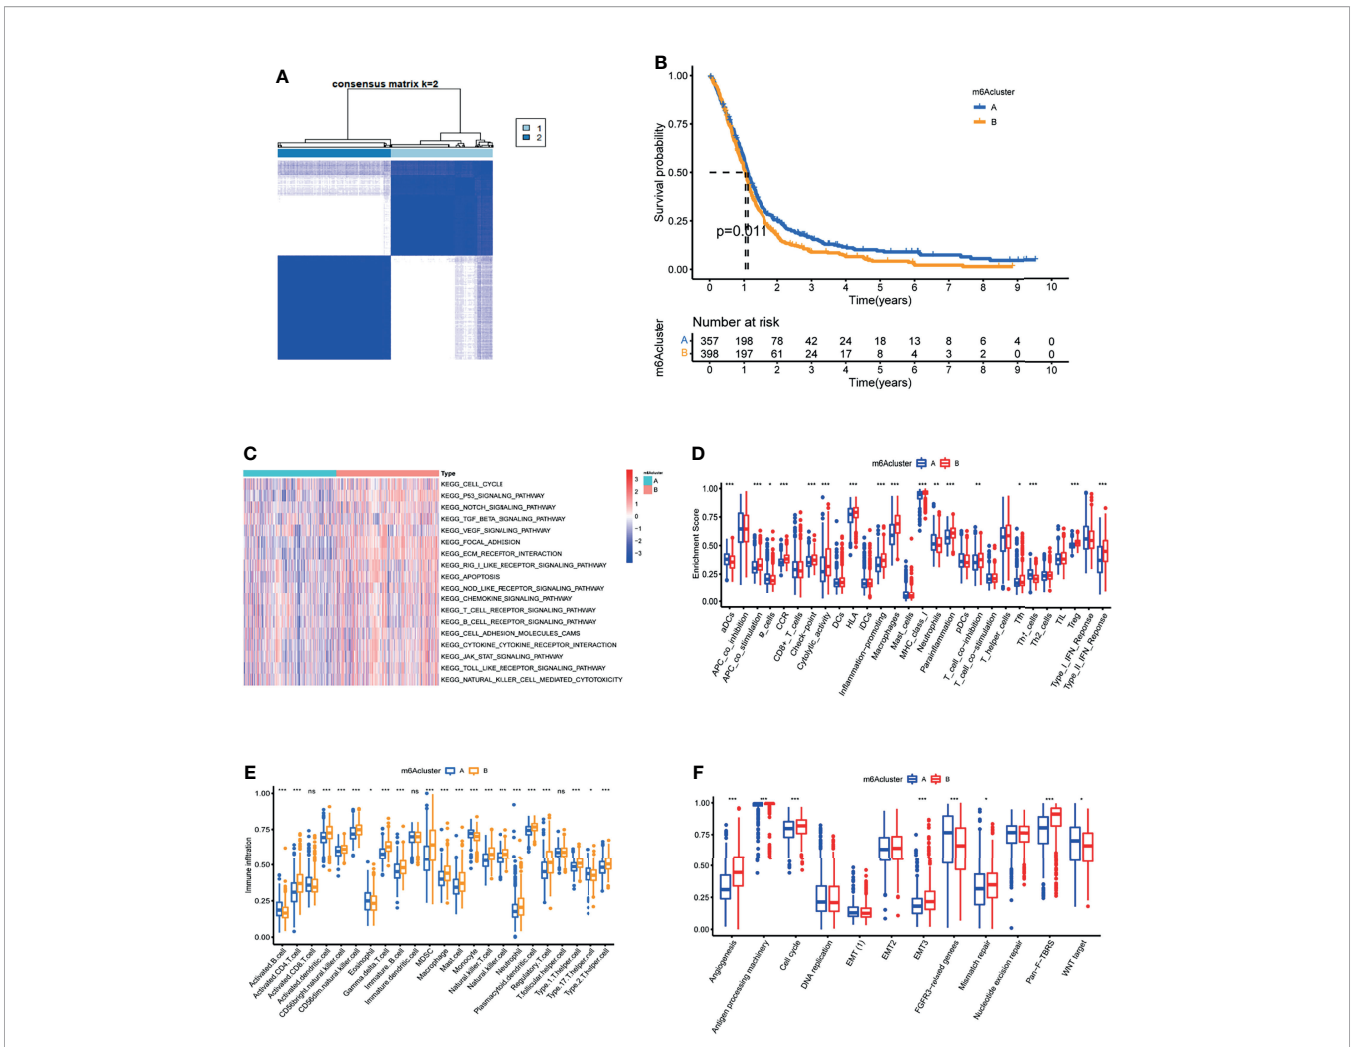 A
consensus matrix k=2
1
2
B
m6Acluster
A
B
Survival probability
1.00
0.75
0.50
0.25
0.00
p=0.011
0 1 2 3 4 5 6 7 8 9 10
Time(years)
Number at risk
m6Acluster
A 357 198 78 42 24 18 13 8 6 4 0
B 398 197 61 24 17 8 4 3 2 0 0
0 1 2 3 4 5 6 7 8 9 10
Time(years)
C
Type
KEGG_CELL_CYCLE
KEGG_P53_SIGNALING_PATHWAY
KEGG_NOTCH_SIGNALING_PATHWAY
KEGG_TGF_BETA_SIGNALING_PATHWAY
KEGG_VEGF_SIGNALING_PATHWAY
KEGG_FOCAL_ADHESION
KEGG_ECM_RECEPTOR_INTERACTION
KEGG_RIG_I_LIKE_RECEPTOR_SIGNALING_PATHWAY
KEGG_APOPTOSIS
KEGG_NOD_LIKE_RECEPTOR_SIGNALING_PATHWAY
KEGG_CHEMOKINE_SIGNALING_PATHWAY
KEGG_T_CELL_RECEPTOR_SIGNALING_PATHWAY
KEGG_B_CELL_RECEPTOR_SIGNALING_PATHWAY
KEGG_CELL_ADHESION_MOLECULES_CAMS
KEGG_CYTOKINE_CYTOKINE_RECEPTOR_INTERACTION
KEGG_JAK_STAT_SIGNALING_PATHWAY
KEGG_TOLL_LIKE_RECEPTOR_SIGNALING_PATHWAY
KEGG_NATURAL_KILLER_CELL_MEDIATED_CYTOTOXICITY
3
2
1
0
-1
-2
-3
m6Acluster
A
B
D
m6Acluster A B
*** *** * *** *** *** *** *** *** *** ** *** ** * *** *** ***
Enrichment Score
1.00
0.75
0.50
0.25
0.00
aDCs
APC_co_inhibition
APC_co_stimulation
B_cells
CCR
CD8+_T_cells
Check-point
Cytolytic_activity
DCs
HLA
iDCs
Inflammation-promoting
Macrophages
Mast_cells
MHC_class_I
Neutrophils
Parainflammation
pDCs
T_cell_co-inhibition
T_cell_co-stimulation
T_helper_cells
Tfh
Th1_cells
Th2_cells
TIL
Treg
Type_I_IFN_Reponse
Type_II_IFN_Reponse
E
m6Acluster A B
*** *** ns *** *** *** * *** *** ns *** *** *** *** *** *** *** *** *** ns *** * ***
Immune infiltration
1.00
0.75
0.50
0.25
0.00
Activated.B.cell
Activated.CD4.T.cell
Activated.CD8.T.cell
Activated.dendritic.cell
CD56bright.natural.killer.cell
CD56dim.natural.killer.cell
Eosinophil
Gamma.delta.T.cell
Immature..B.cell
Immature.dendritic.cell
MDSC
Macrophage
Mast.cell
Monocyte
Natural.killer.T.cell
Natural.killer.cell
Neutrophil
Plasmacytoid.dendritic.cell
Regulatory.T.cell
T.follicular.helper.cell
Type.1.T.helper.cell
Type.17.T.helper.cell
Type.2.T.helper.cell
F
m6Acluster A B
*** *** *** *** *** * *** *
1.00
0.75
0.50
0.25
0.00
Angiogenesis
Antigen processing machinery
Cell cycle
DNA replication
EMT (1)
EMT2
EMT3
FGFR3-related genees
Mismatch repair
Nucleotide excision repair
Pan-F-TBRS
WNT target